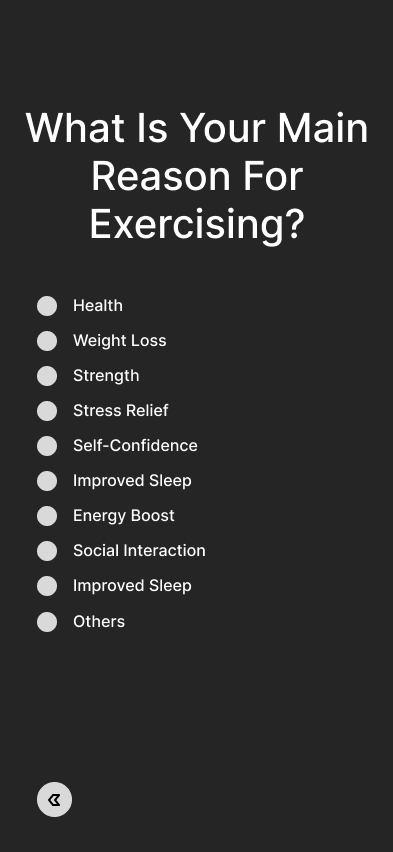 What Is Your Main
Reason For
Exercising?
Health
Weight Loss
Strength
Stress Relief
Self-Confidence
Improved Sleep
Energy Boost
Social Interaction
Improved Sleep
Others